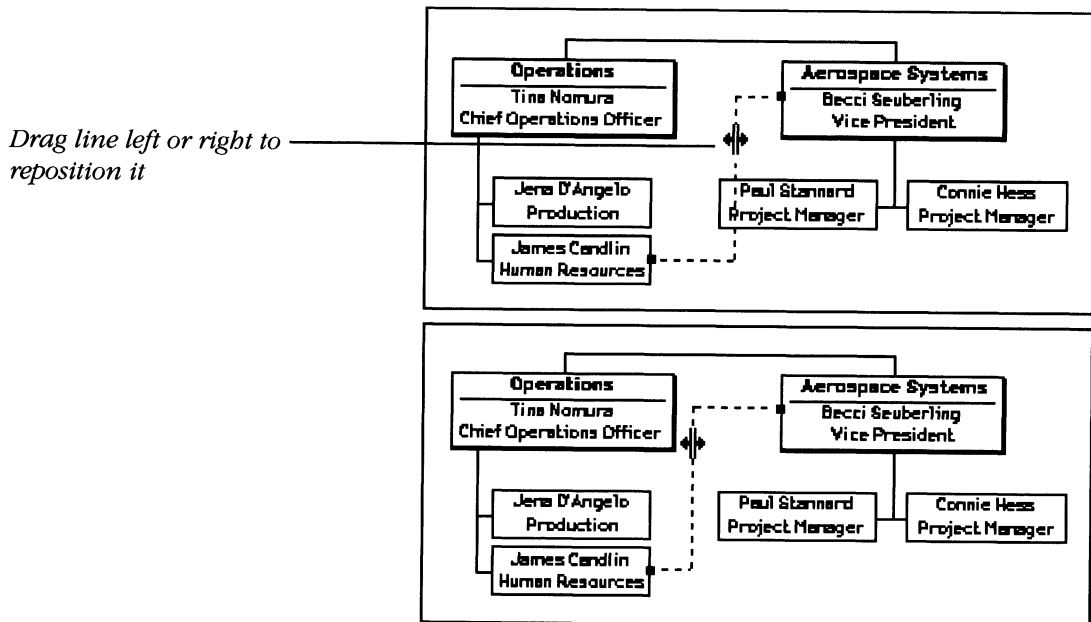 Drag line left or right to
reposition it
Operations
Tina Nomura
Chief Operations Officer
Jena D'Angelo
Production
James Candlin
Human Resources
Aerospace Systems
Becci Seuberling
Vice President
Paul Stannard
Project Manager
Connie Hess
Project Manager
Operations
Tina Nomura
Chief Operations Officer
Jena D'Angelo
Production
James Candlin
Human Resources
Aerospace Systems
Becci Seuberling
Vice President
Paul Stannard
Project Manager
Connie Hess
Project Manager